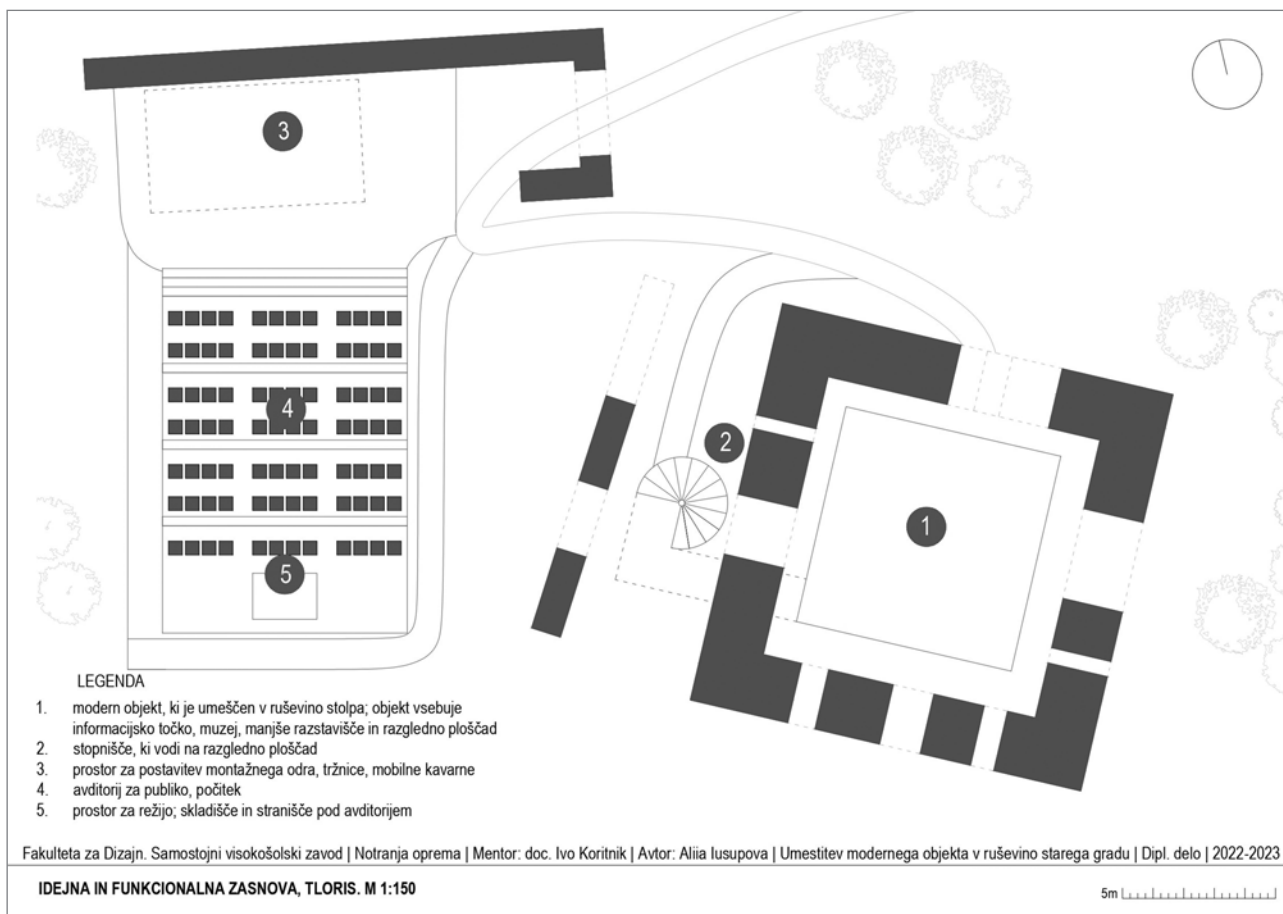 3
4
2
1
5
LEGENDA
1. modern objekt, ki je umeščen v ruševino stolpa; objekt vsebuje
informacijsko točko, muzej, manjše razstavišče in razgledno ploščad
2. stopnišče, ki vodi na razgledno ploščad
3. prostor za postavitev montažnega odra, tržnice, mobilne kavarne
4. avditorij za publiko, počitek
5. prostor za režijo; skladišče in stranišče pod avditorijem
Fakulteta za Dizajn. Samostojni visokošolski zavod | Notranja oprema | Mentor: doc. Ivo Koritnik | Avtor: Aliia Iusupova | Umestitev modernega objekta v ruševino starega gradu | Dipl. delo | 2022-2023
IDEJNA IN FUNKCIONALNA ZASNOVA, TLORIS. M 1:150
5m